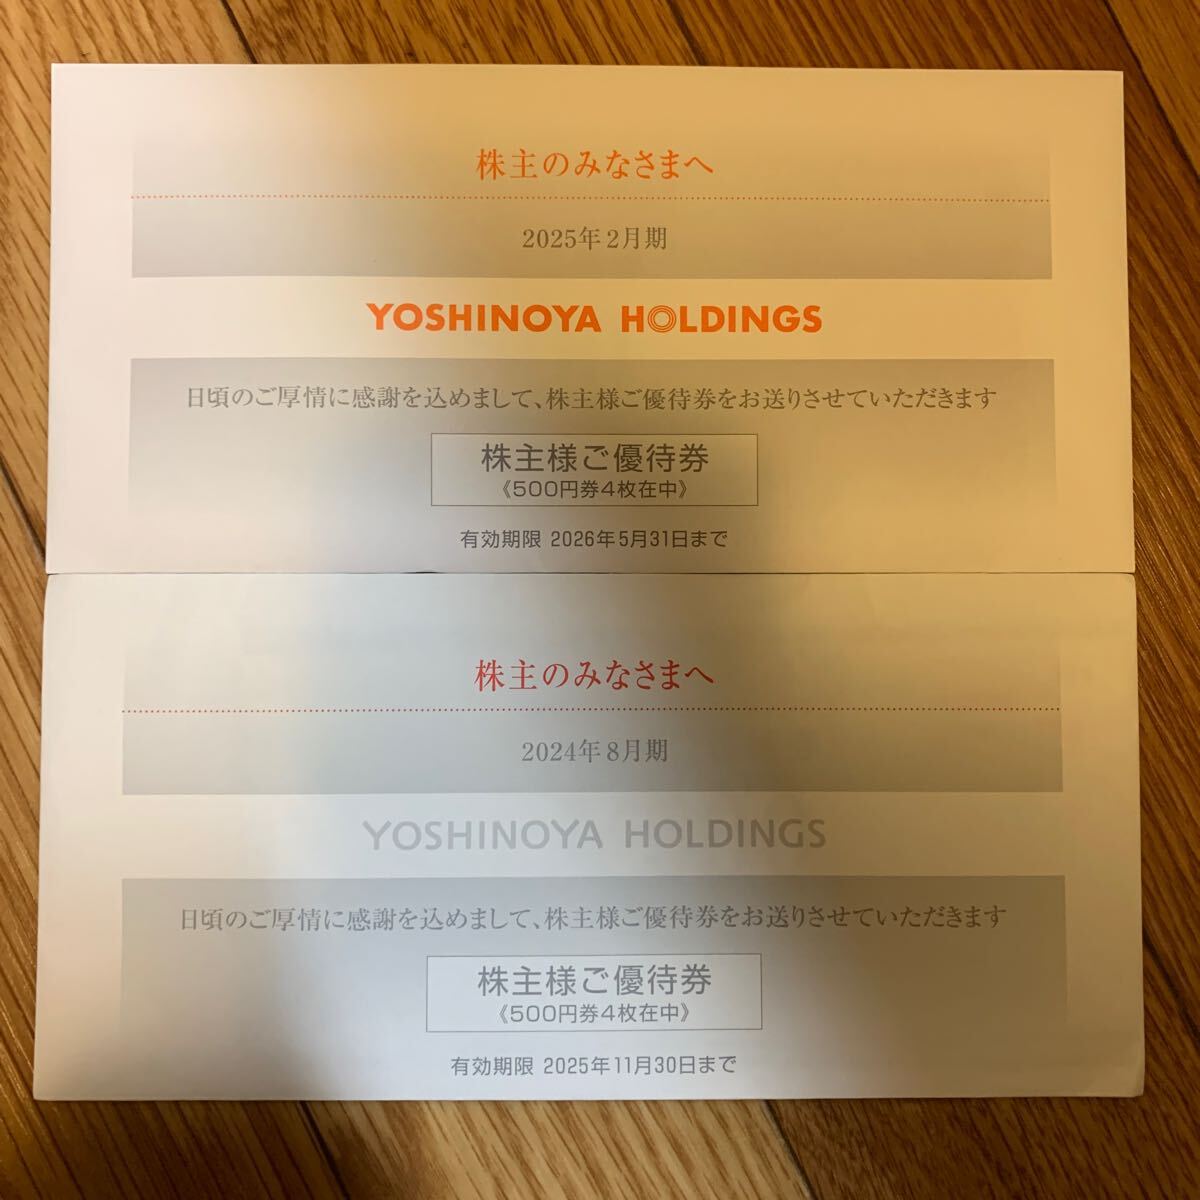 株主のみなさまへ
2025年2月期
YOSHINOYA HOLDINGS
日頃のご厚情に感謝を込めまして、株主様ご優待券をお送りさせていただきます
株主様ご優待券
《500円券4枚在中》
有効期限 2026年5月31日まで
株主のみなさまへ
2024年8月期
YOSHINOYA HOLDINGS
日頃のご厚情に感謝を込めまして、株主様ご優待券をお送りさせていただきます
株主様ご優待券
《500円券4枚在中》
有効期限 2025年11月30日まで